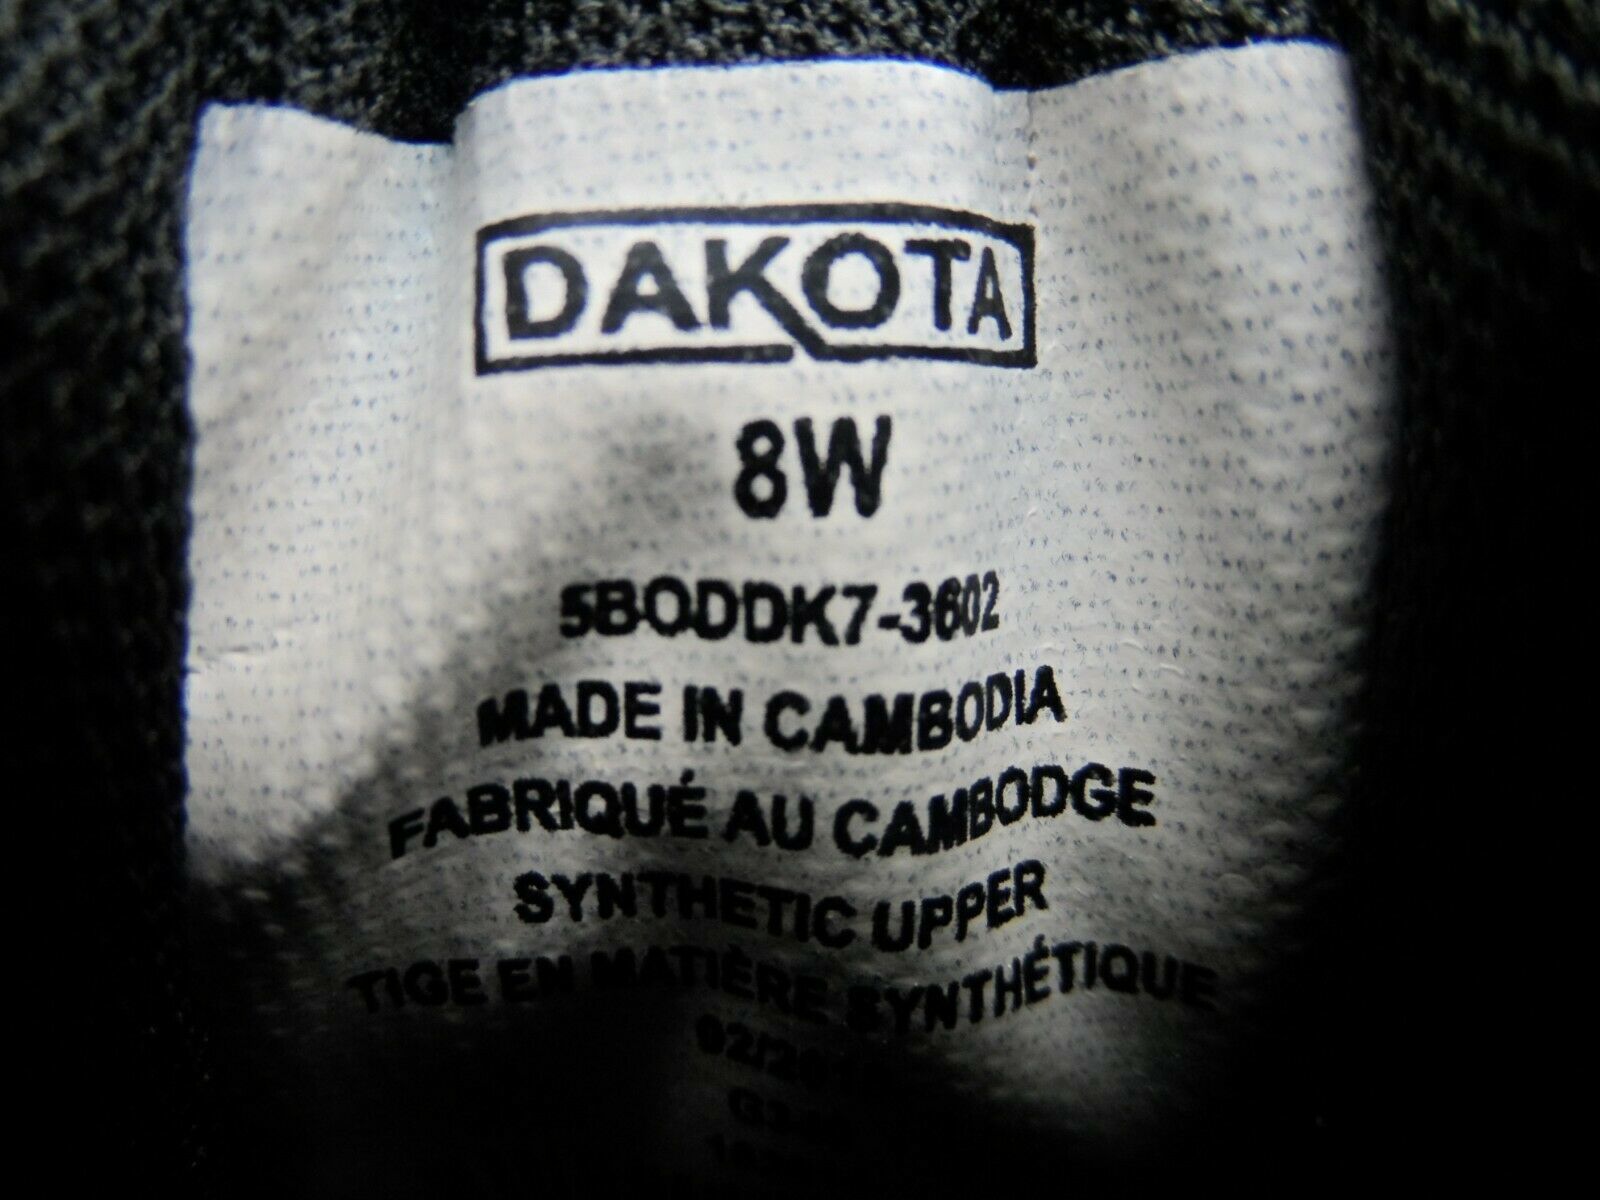 DAKOTA
8W
5BODDK7-3602
MADE IN CAMBODIA
FABRIQUÉ AU CAMBODGE
SYNTHETIC UPPER
TIGE EN MATIÈRE SYNTHÉTIQUE